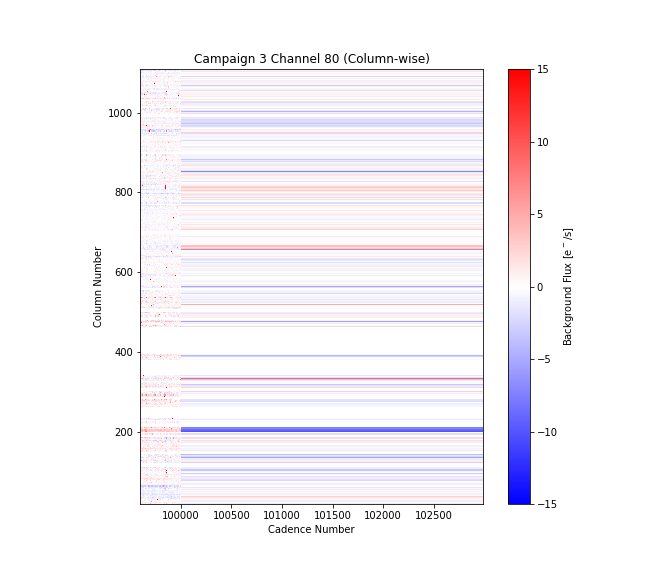 Campaign 3 Channel 80 (Column-wise)
1000
800
600
400
200
Column Number
100000 100500 101000 101500 102000 102500
Cadence Number
15
10
5
0
−5
−10
−15
Background Flux [e⁻/s]